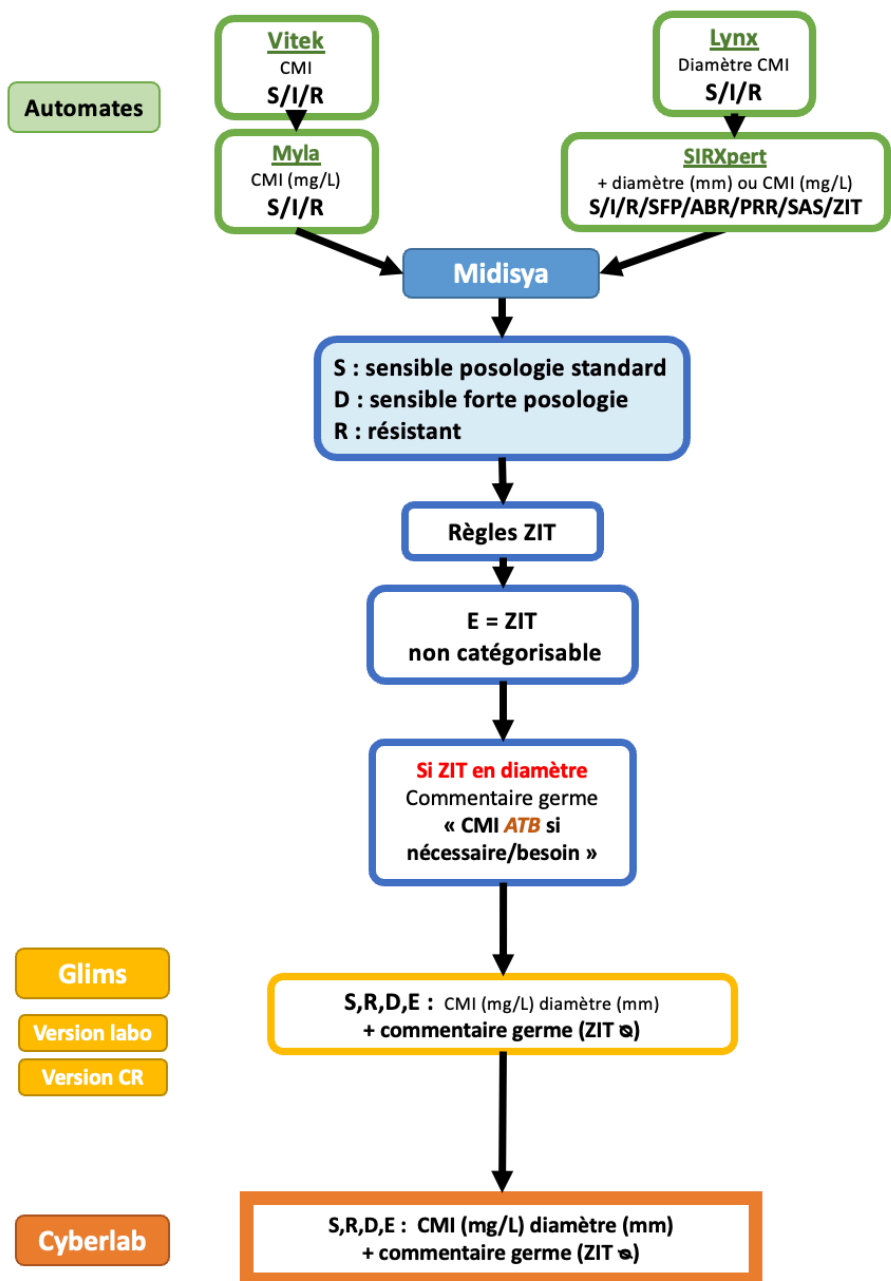 Vitek
CMI
S/I/R
Lynx
Diamètre CMI
S/I/R
Automates
Myla
CMI (mg/L)
S/I/R
SIRXpert
+ diamètre (mm) ou CMI (mg/L)
S/I/R/SFP/ABR/PRR/SAS/ZIT
Midisya
S : sensible posologie standard
D : sensible forte posologie
R : résistant
Règles ZIT
E = ZIT
non catégorisable
Si ZIT en diamètre
Commentaire germe
« CMI ATB si
nécessaire/besoin »
Glims
Version labo
Version CR
S,R,D,E : CMI (mg/L) diamètre (mm)
+ commentaire germe (ZIT ⦰)
Cyberlab
S,R,D,E : CMI (mg/L) diamètre (mm)
+ commentaire germe (ZIT ⦰)